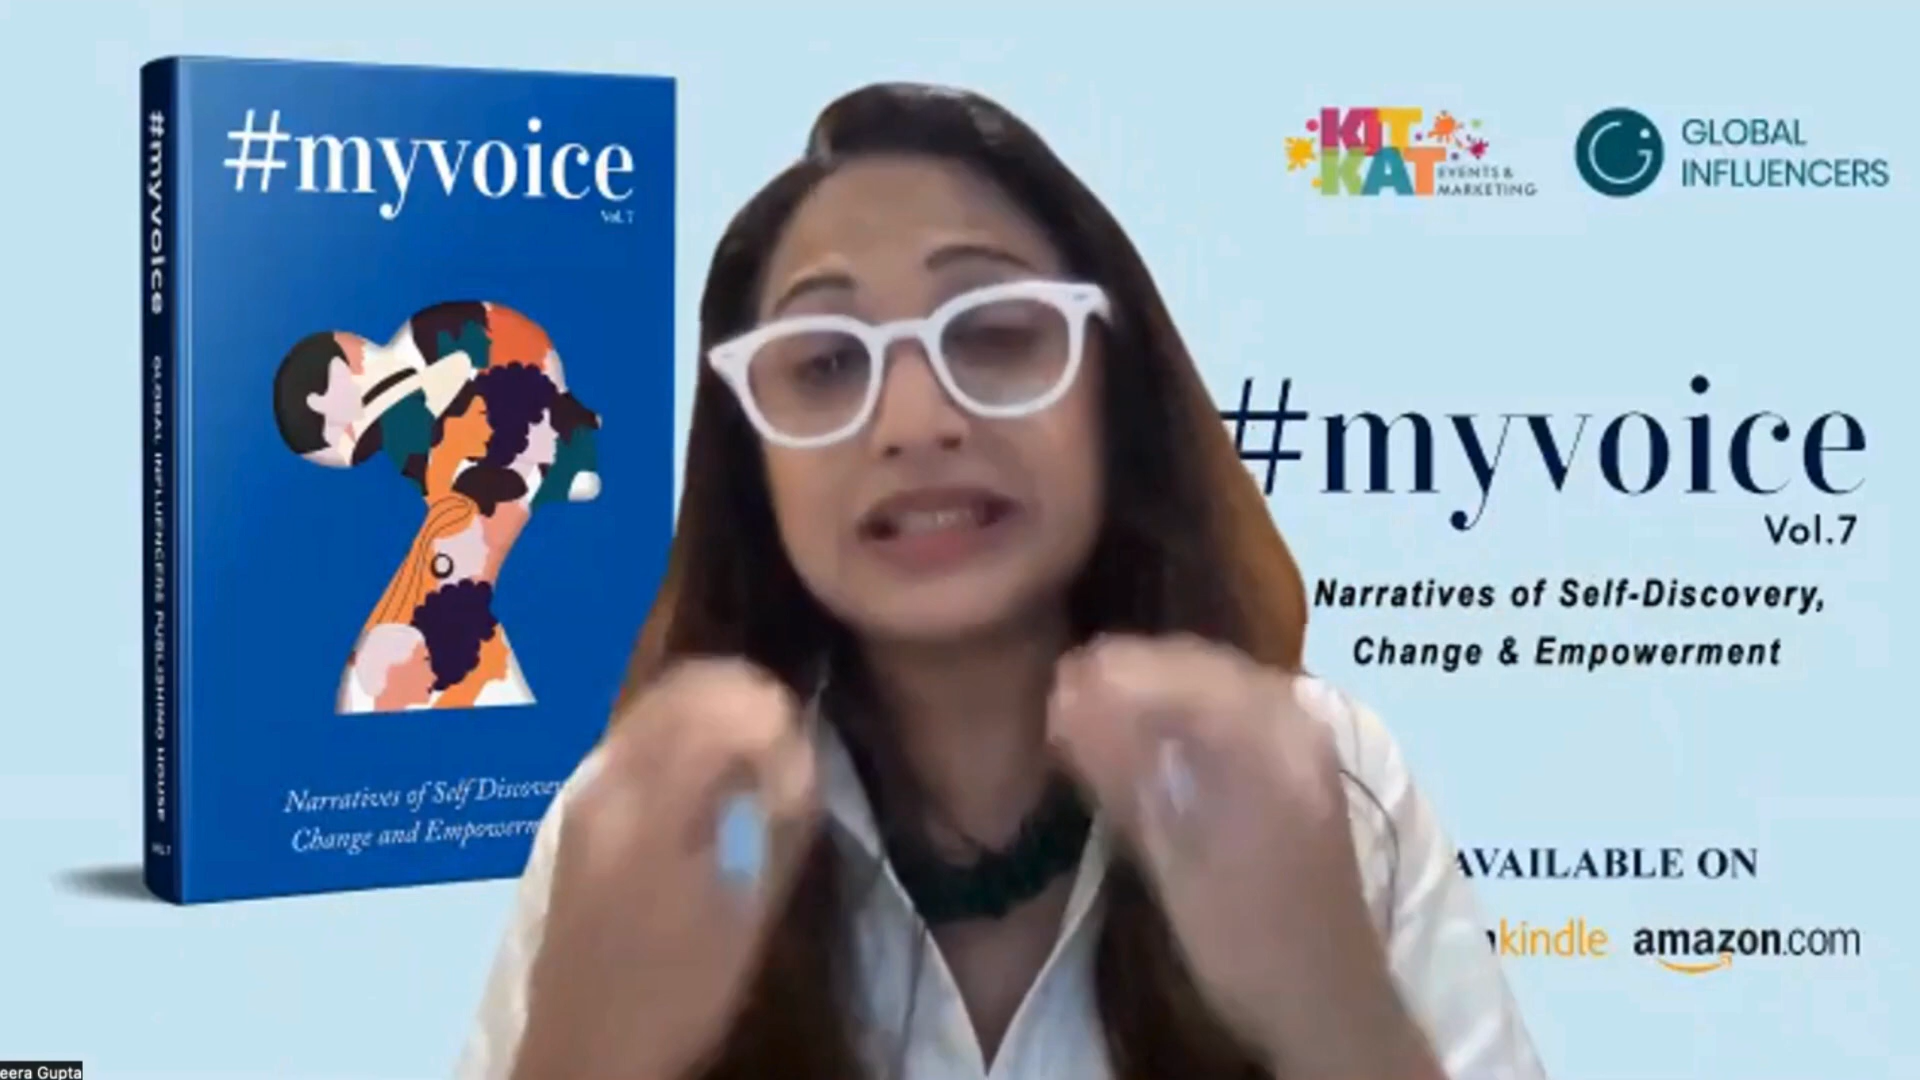 #myvoice
Vol. 7
#myvoice
GLOBAL INFLUENCERS PUBLISHING HOUSE
Narratives of Self Discovery
Change and Empowerm
KIT
KAT
EVENTS &
MARKETING
GLOBAL
INFLUENCERS
#myvoice
Vol.7
Narratives of Self-Discovery,
Change & Empowerment
AVAILABLE ON
kindle amazon.com
eera Gupta